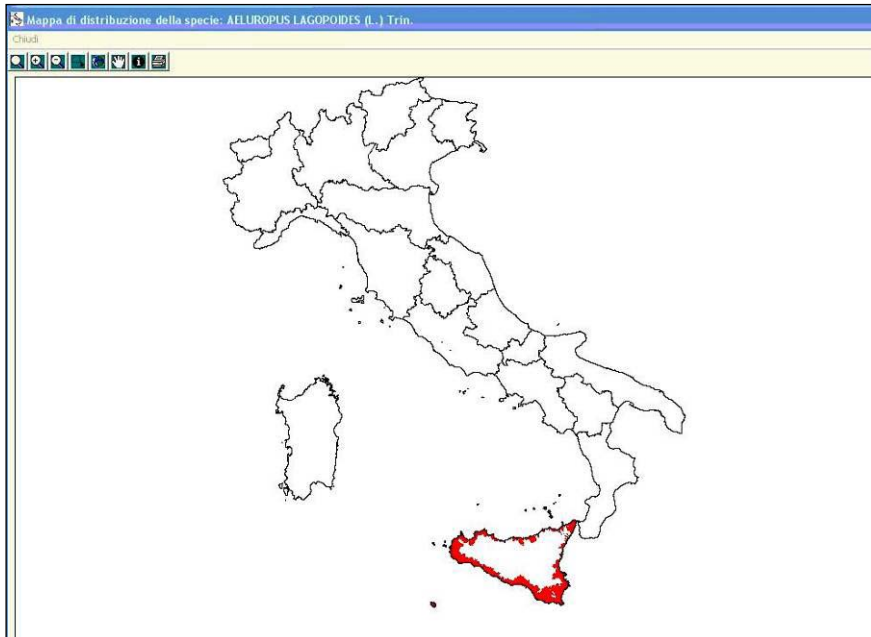 Mappa di distribuzione della specie: AELUROPUS LAGOPOIDES (L.) Trin.
Chiudi